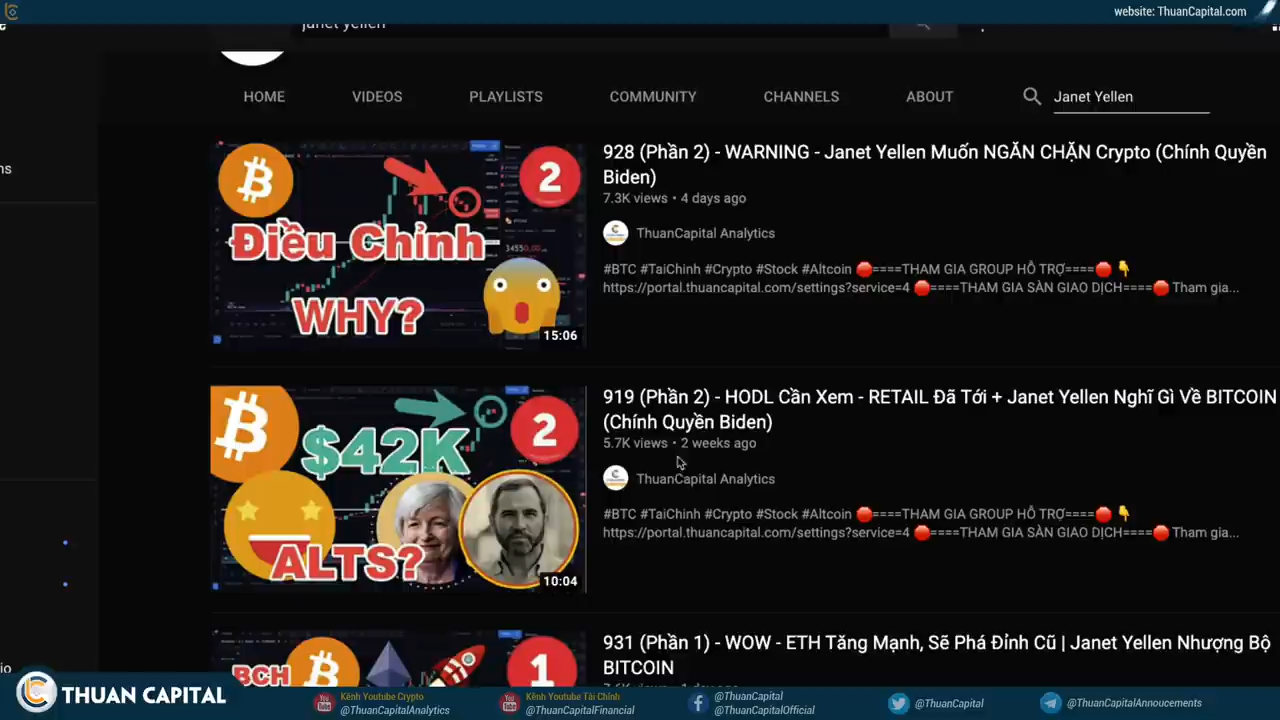 website: ThuanCapital.com
janet yellen
HOME VIDEOS PLAYLISTS COMMUNITY CHANNELS ABOUT Janet Yellen
ns
2
Điều Chỉnh
WHY?
15:06
928 (Phần 2) - WARNING - Janet Yellen Muốn NGĂN CHẶN Crypto (Chính Quyền
Biden)
7.3K views • 4 days ago
ThuanCapital Analytics
#BTC #TaiChinh #Crypto #Stock #Altcoin 🛑====THAM GIA GROUP HỖ TRỢ====🛑 👇
https://portal.thuancapital.com/settings?service=4 🛑====THAM GIA SÀN GIAO DỊCH====🛑 Tham gia...
2
$42K
ALTS?
10:04
919 (Phần 2) - HODL Cần Xem - RETAIL Đã Tới + Janet Yellen Nghĩ Gì Về BITCOIN
(Chính Quyền Biden)
5.7K views • 2 weeks ago
ThuanCapital Analytics
#BTC #TaiChinh #Crypto #Stock #Altcoin 🛑====THAM GIA GROUP HỖ TRỢ====🛑 👇
https://portal.thuancapital.com/settings?service=4 🛑====THAM GIA SÀN GIAO DỊCH====🛑 Tham gia...
BCH
1
931 (Phần 1) - WOW - ETH Tăng Mạnh, Sẽ Phá Đỉnh Cũ | Janet Yellen Nhượng Bộ
BITCOIN
io
THUAN CAPITAL
Kênh Youtube Crypto
@ThuanCapitalAnalytics
Kênh Youtube Tài Chính
@ThuanCapitalFinancial
@ThuanCapital
@ThuanCapitalOfficial
@ThuanCapital
@ThuanCapitalAnnoucements